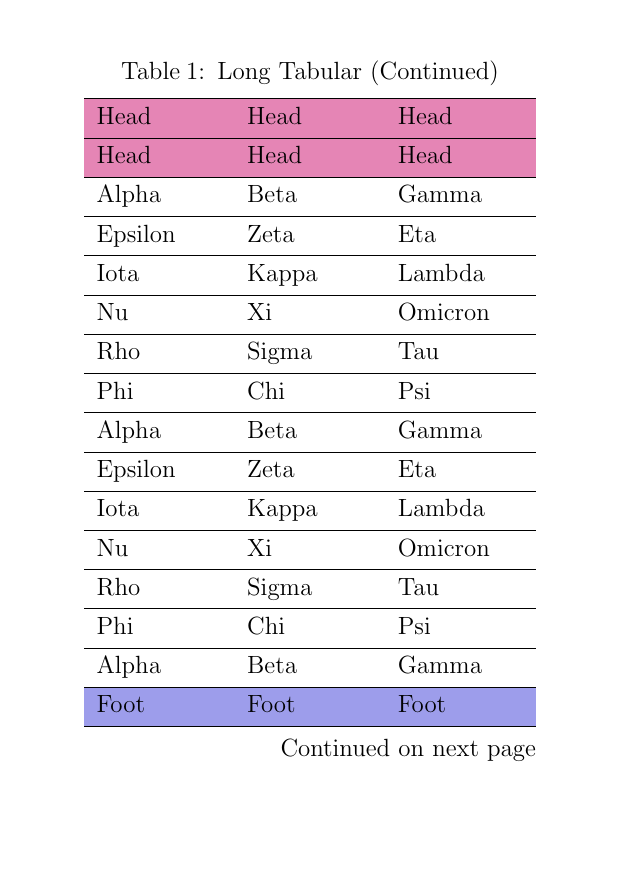 Table 1: Long Tabular (Continued)
Head Head Head
Head Head Head
Alpha Beta Gamma
Epsilon Zeta Eta
Iota Kappa Lambda
Nu Xi Omicron
Rho Sigma Tau
Phi Chi Psi
Alpha Beta Gamma
Epsilon Zeta Eta
Iota Kappa Lambda
Nu Xi Omicron
Rho Sigma Tau
Phi Chi Psi
Alpha Beta Gamma
Foot Foot Foot
Continued on next page